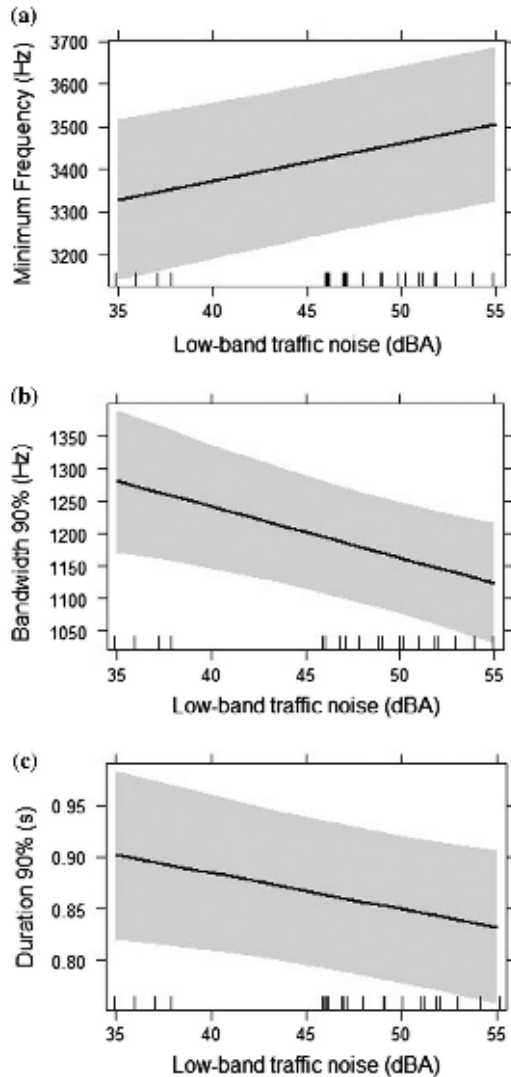 (a)
Minimum Frequency (Hz)
3700
3600
3500
3400
3300
3200
35 40 45 50 55
Low-band traffic noise (dBA)
(b)
Bandwidth 90% (Hz)
1350
1300
1250
1200
1150
1100
1050
35 40 45 50 55
Low-band traffic noise (dBA)
(c)
Duration 90% (s)
0.95
0.90
0.85
0.80
35 40 45 50 55
Low-band traffic noise (dBA)